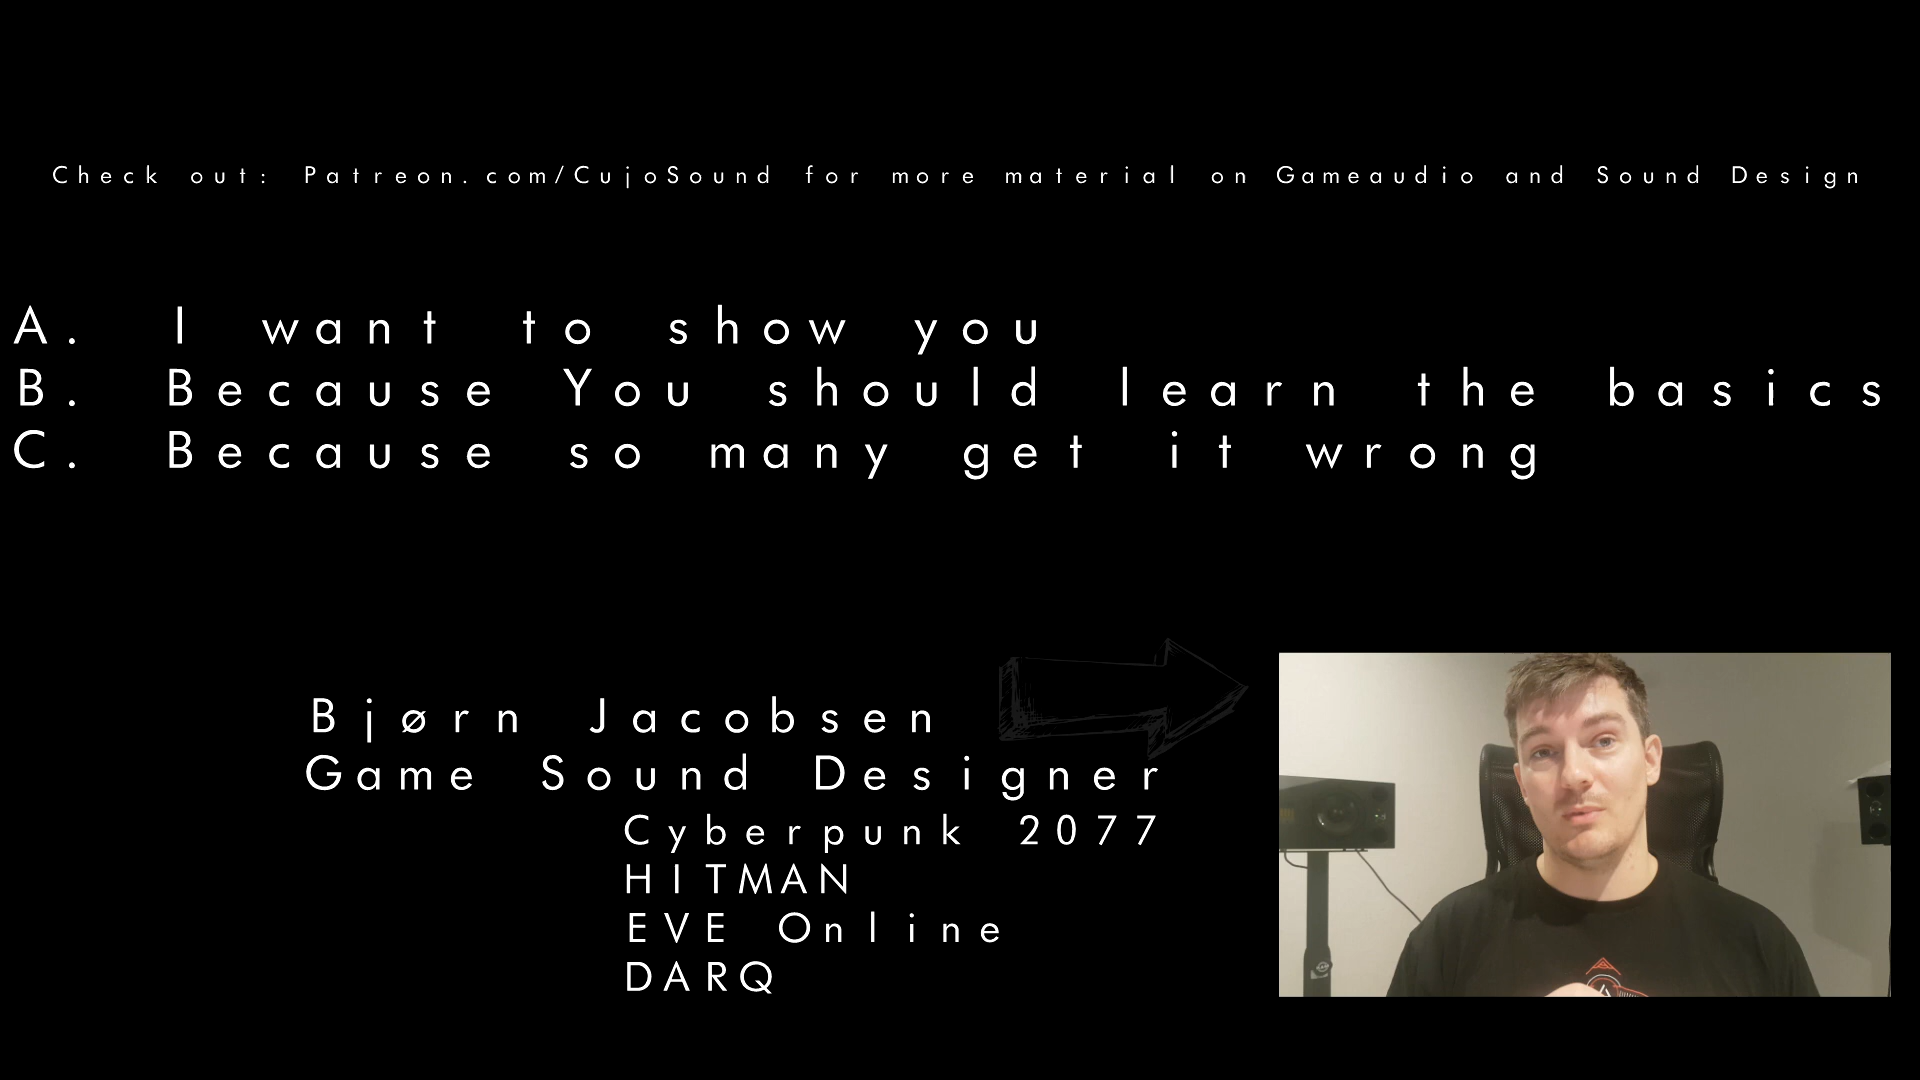 Check out: Patreon.com/CujoSound for more material on Gameaudio and Sound Design
A. I want to show you
B. Because You should learn the basics
C. Because so many get it wrong
Bjørn Jacobsen
Game Sound Designer
Cyberpunk 2077
HITMAN
EVE Online
DARQ